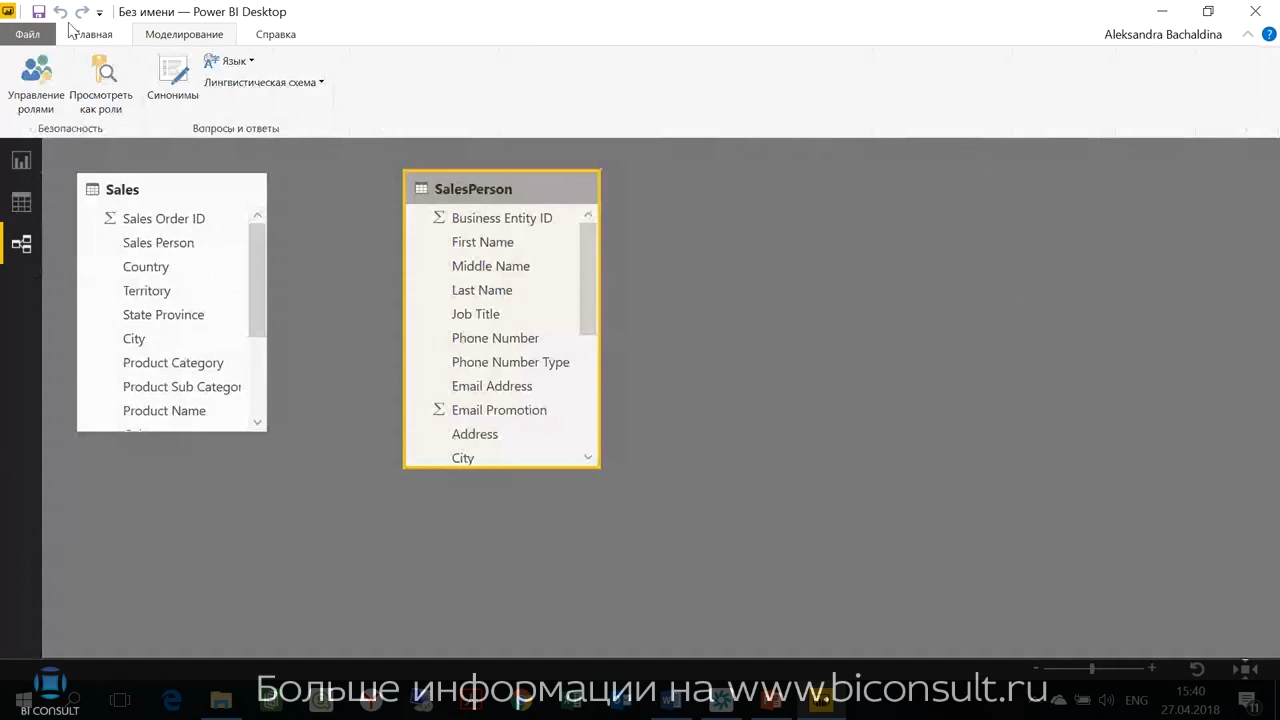 Без имени — Power BI Desktop
Файл
Главная
Моделирование
Справка
Aleksandra Bachaldina
Управление ролями
Просмотреть как роли
Синонимы
Язык
Лингвистическая схема
Безопасность
Вопросы и ответы
Sales
Sales Order ID
Sales Person
Country
Territory
State Province
City
Product Category
Product Sub Categor
Product Name
SalesPerson
Business Entity ID
First Name
Middle Name
Last Name
Job Title
Phone Number
Phone Number Type
Email Address
Email Promotion
Address
City
Больше информации на www.biconsult.ru
BI CONSULT
ENG
15:40
27.04.2018
11